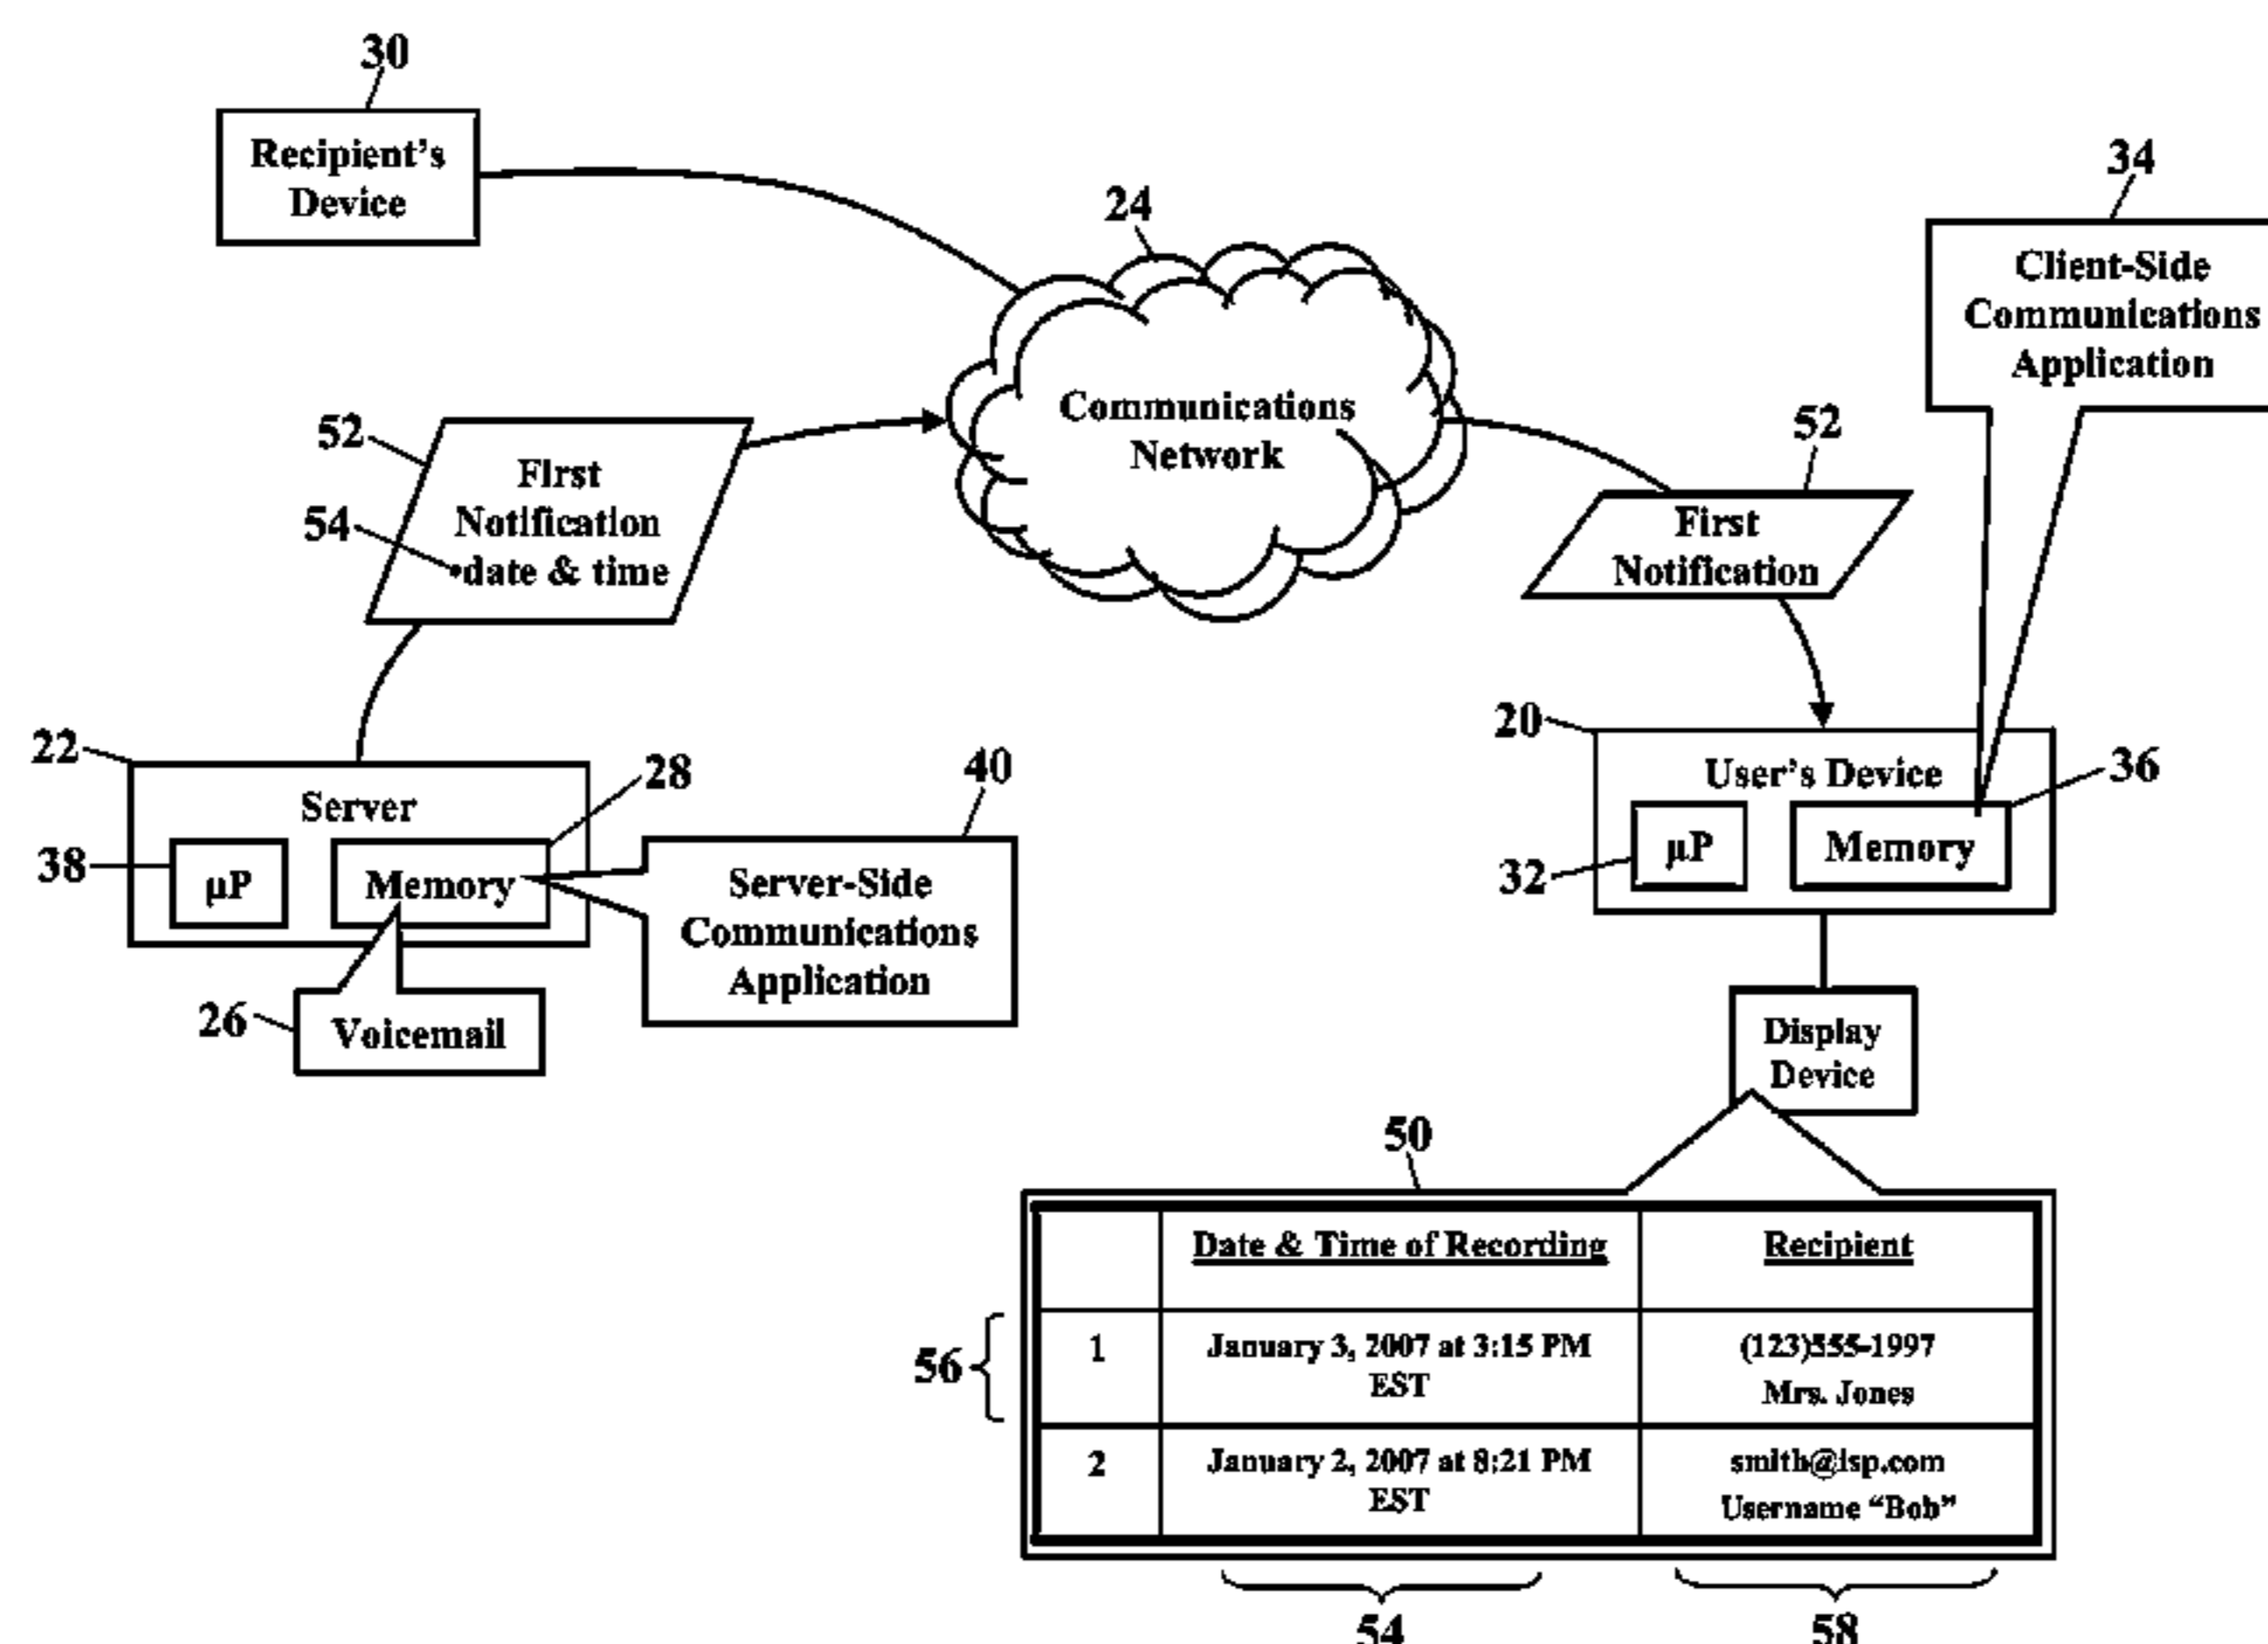 30
Recipient's
Device
24
34
Client-Side
Communications
Application
Communications
Network
52
First
Notification
54
•date & time
52
First
Notification
22
Server
28
38
µP
Memory
40
Server-Side
Communications
Application
26
Voicemail
20
User's Device
36
32
µP
Memory
Display
Device
50
Date & Time of Recording
Recipient
56
1
January 3, 2007 at 3:15 PM
EST
(123)555-1997
Mrs. Jones
2
January 2, 2007 at 8:21 PM
EST
smith@isp.com
Username “Bob”
54
58